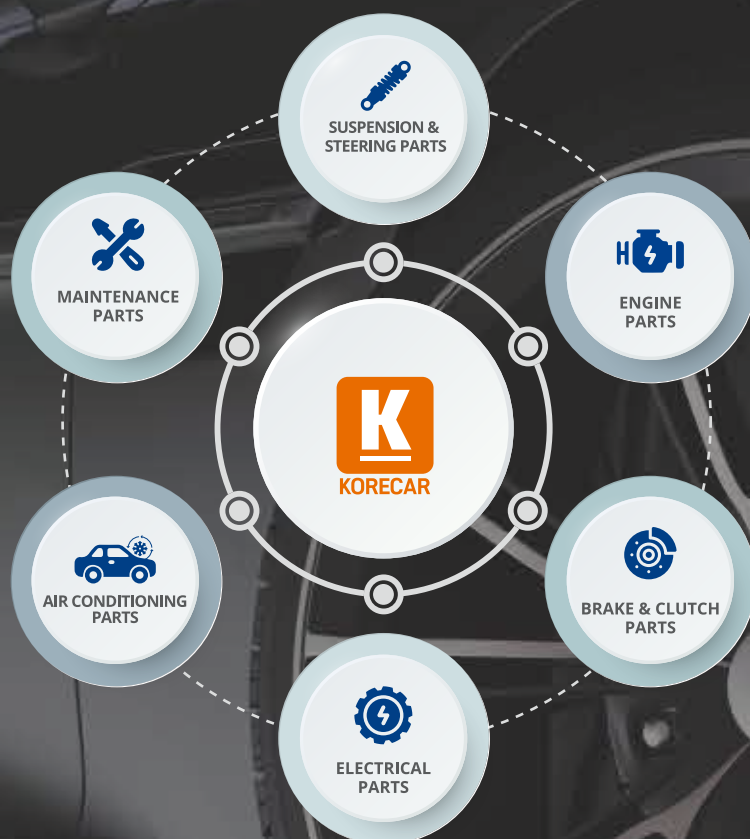 SUSPENSION &
STEERING PARTS
MAINTENANCE
PARTS
ENGINE
PARTS
K
KORECAR
AIR CONDITIONING
PARTS
BRAKE & CLUTCH
PARTS
ELECTRICAL
PARTS